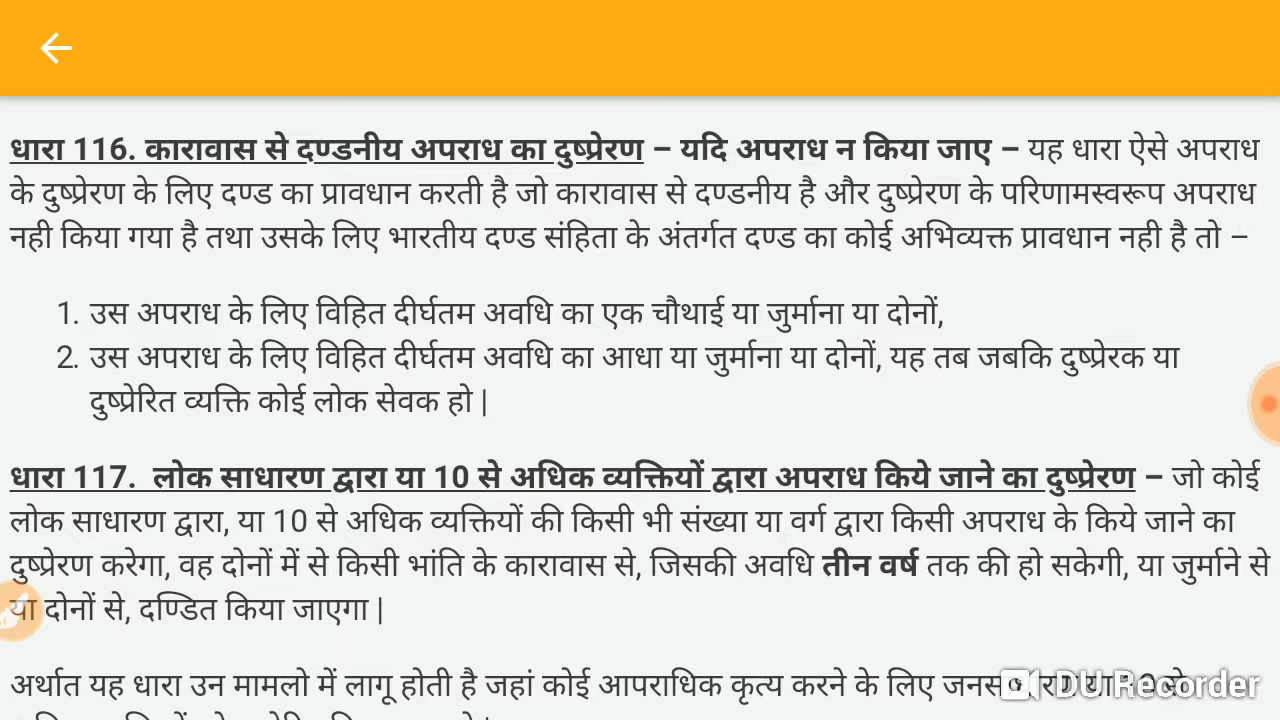 धारा 116. कारावास से दण्डनीय अपराध का दुष्प्रेरण – यदि अपराध न किया जाए – यह धारा ऐसे अपराध
के दुष्प्रेरण के लिए दण्ड का प्रावधान करती है जो कारावास से दण्डनीय है और दुष्प्रेरण के परिणामस्वरूप अपराध
नही किया गया है तथा उसके लिए भारतीय दण्ड संहिता के अंतर्गत दण्ड का कोई अभिव्यक्त प्रावधान नही है तो –
1. उस अपराध के लिए विहित दीर्घतम अवधि का एक चौथाई या जुर्माना या दोनों,
2. उस अपराध के लिए विहित दीर्घतम अवधि का आधा या जुर्माना या दोनों, यह तब जबकि दुष्प्रेरक या
दुष्प्रेरित व्यक्ति कोई लोक सेवक हो |
धारा 117. लोक साधारण द्वारा या 10 से अधिक व्यक्तियों द्वारा अपराध किये जाने का दुष्प्रेरण – जो कोई
लोक साधारण द्वारा, या 10 से अधिक व्यक्तियों की किसी भी संख्या या वर्ग द्वारा किसी अपराध के किये जाने का
दुष्प्रेरण करेगा, वह दोनों में से किसी भांति के कारावास से, जिसकी अवधि तीन वर्ष तक की हो सकेगी, या जुर्माने से
या दोनों से, दण्डित किया जाएगा |
अर्थात यह धारा उन मामलो में लागू होती है जहां कोई आपराधिक कृत्य करने के लिए
DU Recorder